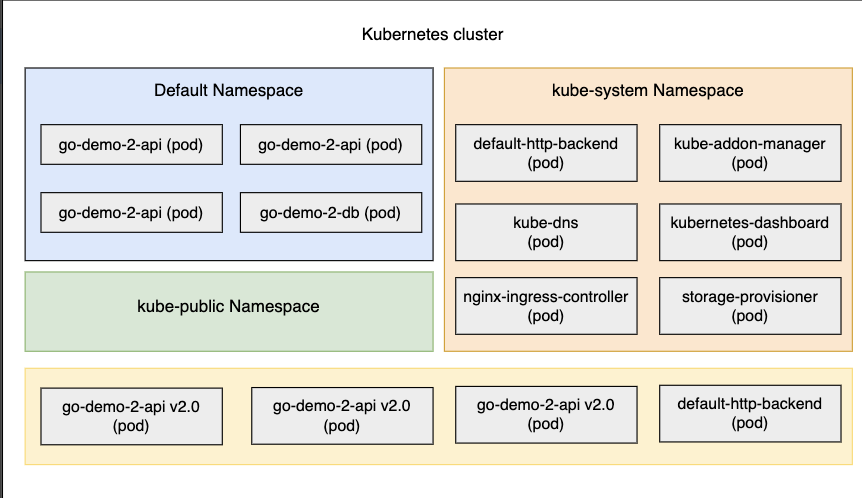 Kubernetes cluster
Default Namespace
go-demo-2-api (pod)
go-demo-2-api (pod)
go-demo-2-api (pod)
go-demo-2-db (pod)
kube-public Namespace
kube-system Namespace
default-http-backend
(pod)
kube-addon-manager
(pod)
kube-dns
(pod)
kubernetes-dashboard
(pod)
nginx-ingress-controller
(pod)
storage-provisioner
(pod)
go-demo-2-api v2.0
(pod)
go-demo-2-api v2.0
(pod)
go-demo-2-api v2.0
(pod)
default-http-backend
(pod)